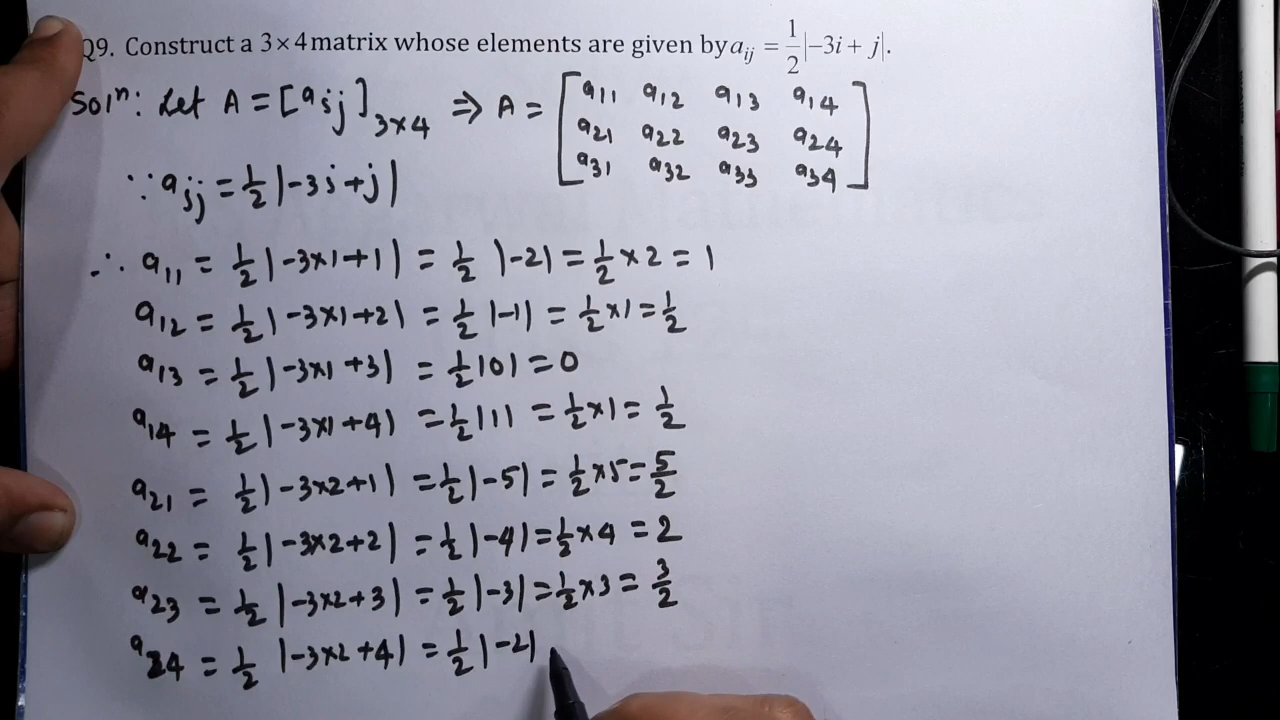 Q9. Construct a 3×4 matrix whose elements are given by a_ij = 1/2|−3i + j|.
Solⁿ: Let A = [a_ij]_3×4 ⇒ A = [a11 a12 a13 a14
a21 a22 a23 a24
a31 a32 a33 a34]
∵ a_ij = 1/2 |-3i+j|
∴ a11 = 1/2 |-3×1+1| = 1/2 |-2| = 1/2 × 2 = 1
a12 = 1/2 |-3×1+2| = 1/2 |-1| = 1/2 ×1 = 1/2
a13 = 1/2 |-3×1+3| = 1/2 |0| = 0
a14 = 1/2 |-3×1+4| = 1/2 |1| = 1/2 ×1 = 1/2
a21 = 1/2 |-3×2+1| = 1/2 |-5| = 1/2 ×5 = 5/2
a22 = 1/2 |-3×2+2| = 1/2 |-4| = 1/2 ×4 = 2
a23 = 1/2 |-3×2+3| = 1/2 |-3| = 1/2 ×3 = 3/2
a24 = 1/2 |-3×2+4| = 1/2 |-2|